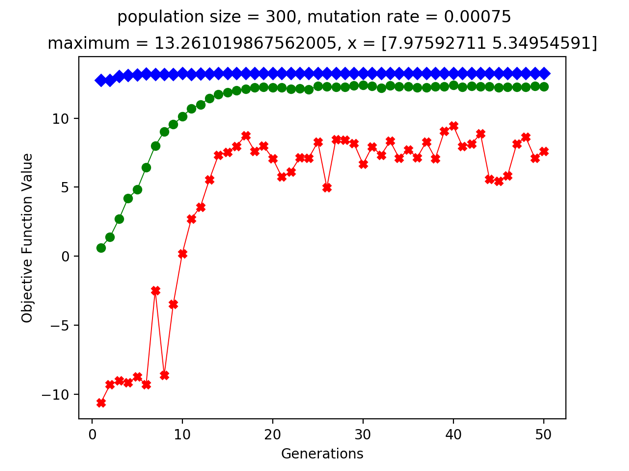 population size = 300, mutation rate = 0.00075
maximum = 13.261019867562005, x = [7.97592711 5.34954591]
Objective Function Value
10
5
0
−5
−10
0 10 20 30 40 50
Generations